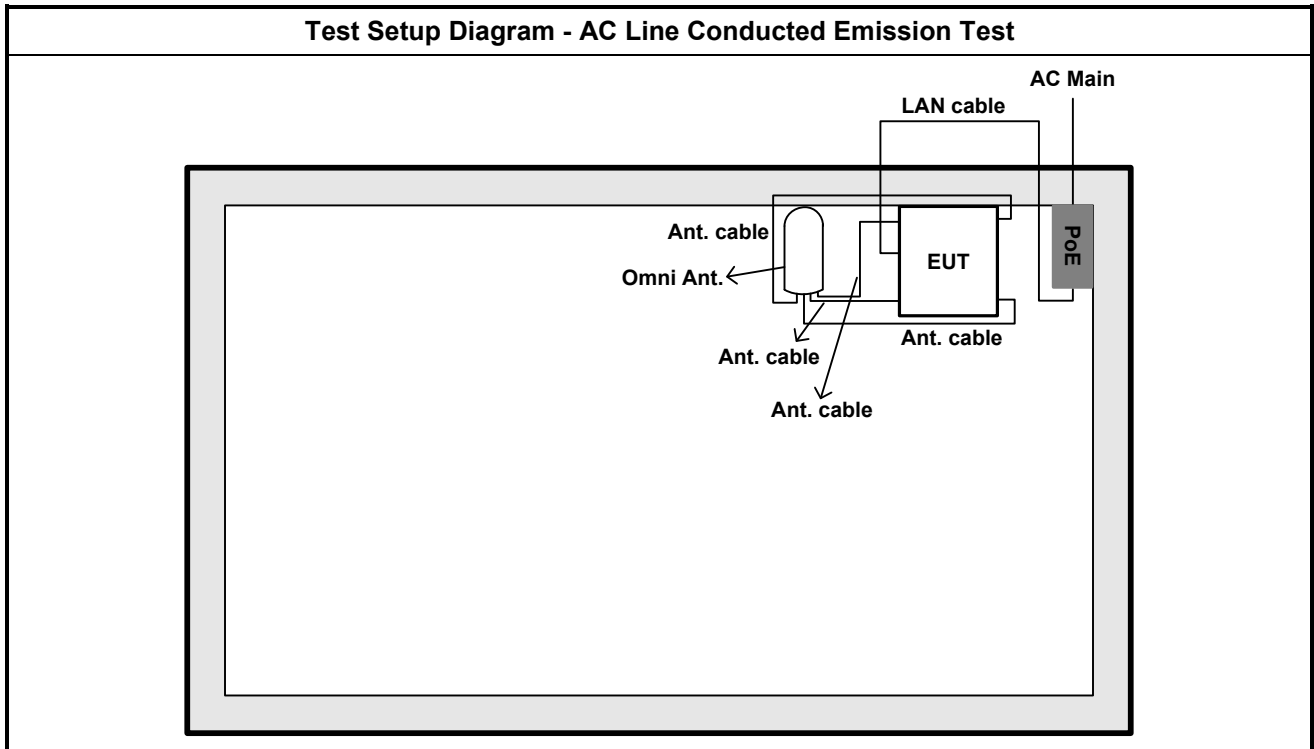 Test Setup Diagram - AC Line Conducted Emission Test
AC Main
LAN cable
Ant. cable
Omni Ant.
EUT
PoE
Ant. cable
Ant. cable
Ant. cable